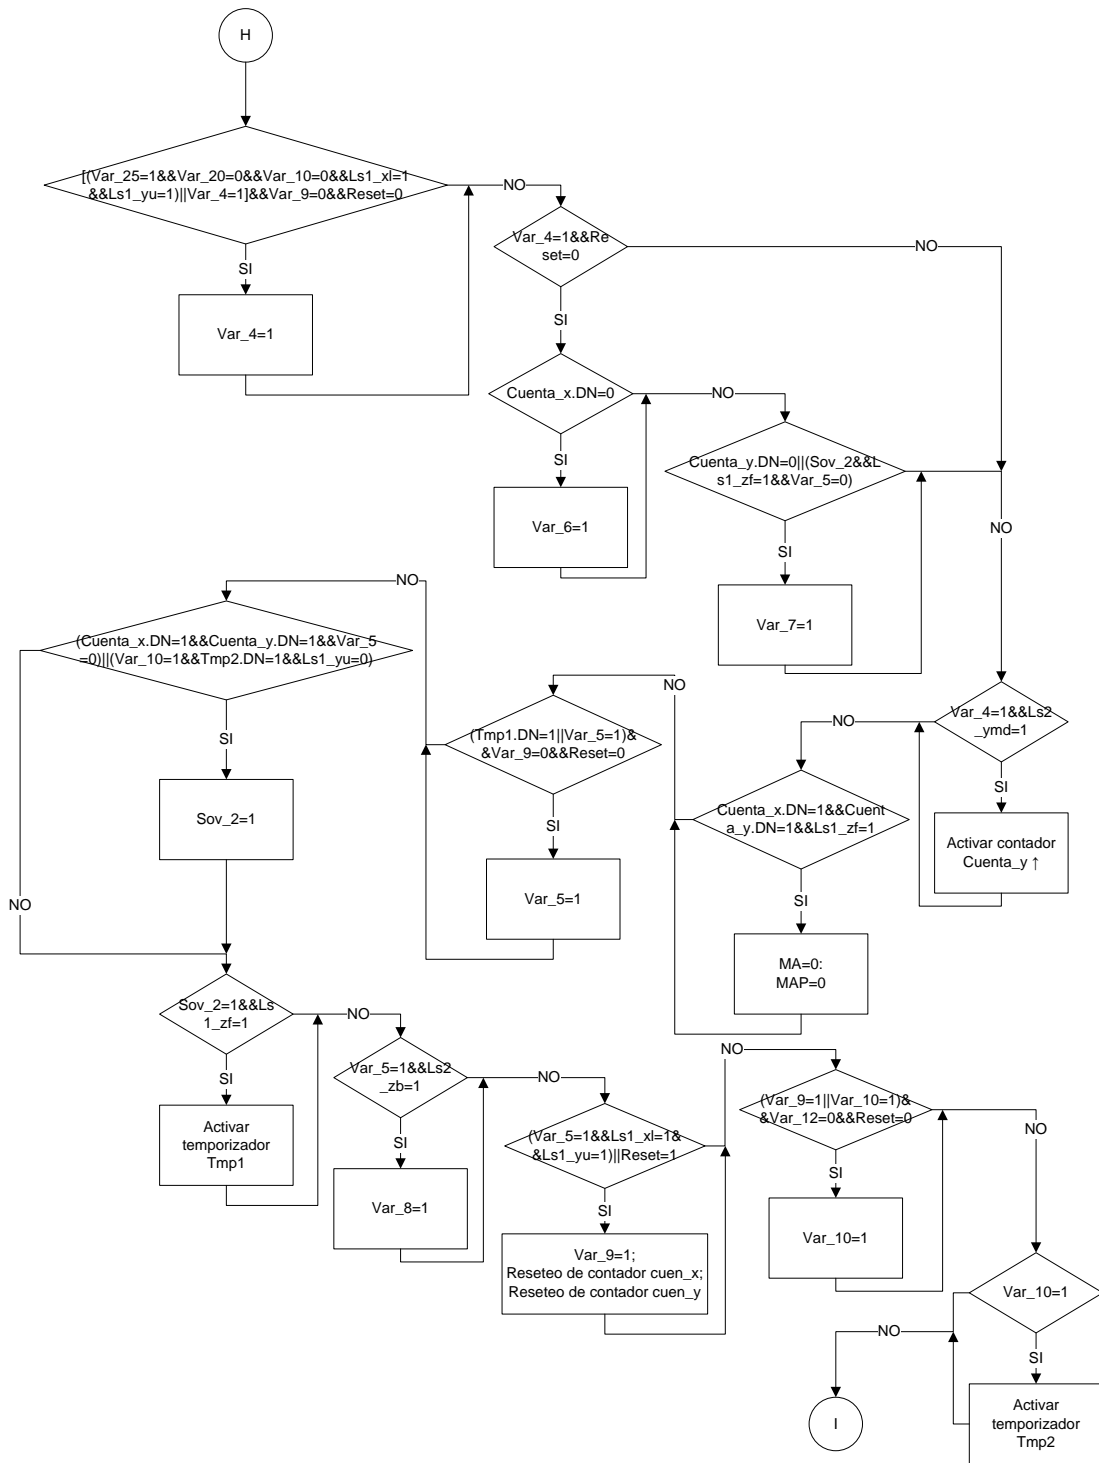 H
[(Var_25=1&&Var_20=0&&Var_10=0&&Ls1_xl=1
&&Ls1_yu=1)||Var_4=1]&&Var_9=0&&Reset=0
NO
SI
Var_4=1
Var_4=1&&Re
set=0
NO
SI
Cuenta_x.DN=0
NO
SI
Var_6=1
Cuenta_y.DN=0||(Sov_2&&L
s1_zf=1&&Var_5=0)
NO
SI
Var_7=1
Var_4=1&&Ls2
_ymd=1
NO
SI
Activar contador
Cuenta_y ↑
Cuenta_x.DN=1&&Cuent
a_y.DN=1&&Ls1_zf=1
NO
SI
MA=0:
MAP=0
(Tmp1.DN=1||Var_5=1)&
&Var_9=0&&Reset=0
NO
SI
Var_5=1
(Cuenta_x.DN=1&&Cuenta_y.DN=1&&Var_5
=0)||(Var_10=1&&Tmp2.DN=1&&Ls1_yu=0)
NO
SI
Sov_2=1
Sov_2=1&&Ls
1_zf=1
NO
SI
Activar
temporizador
Tmp1
Var_5=1&&Ls2
_zb=1
NO
SI
Var_8=1
(Var_5=1&&Ls1_xl=1&
&Ls1_yu=1)||Reset=1
NO
SI
Var_9=1;
Reseteo de contador cuen_x;
Reseteo de contador cuen_y
(Var_9=1||Var_10=1)&
&Var_12=0&&Reset=0
NO
SI
Var_10=1
Var_10=1
NO
SI
Activar
temporizador
Tmp2
I